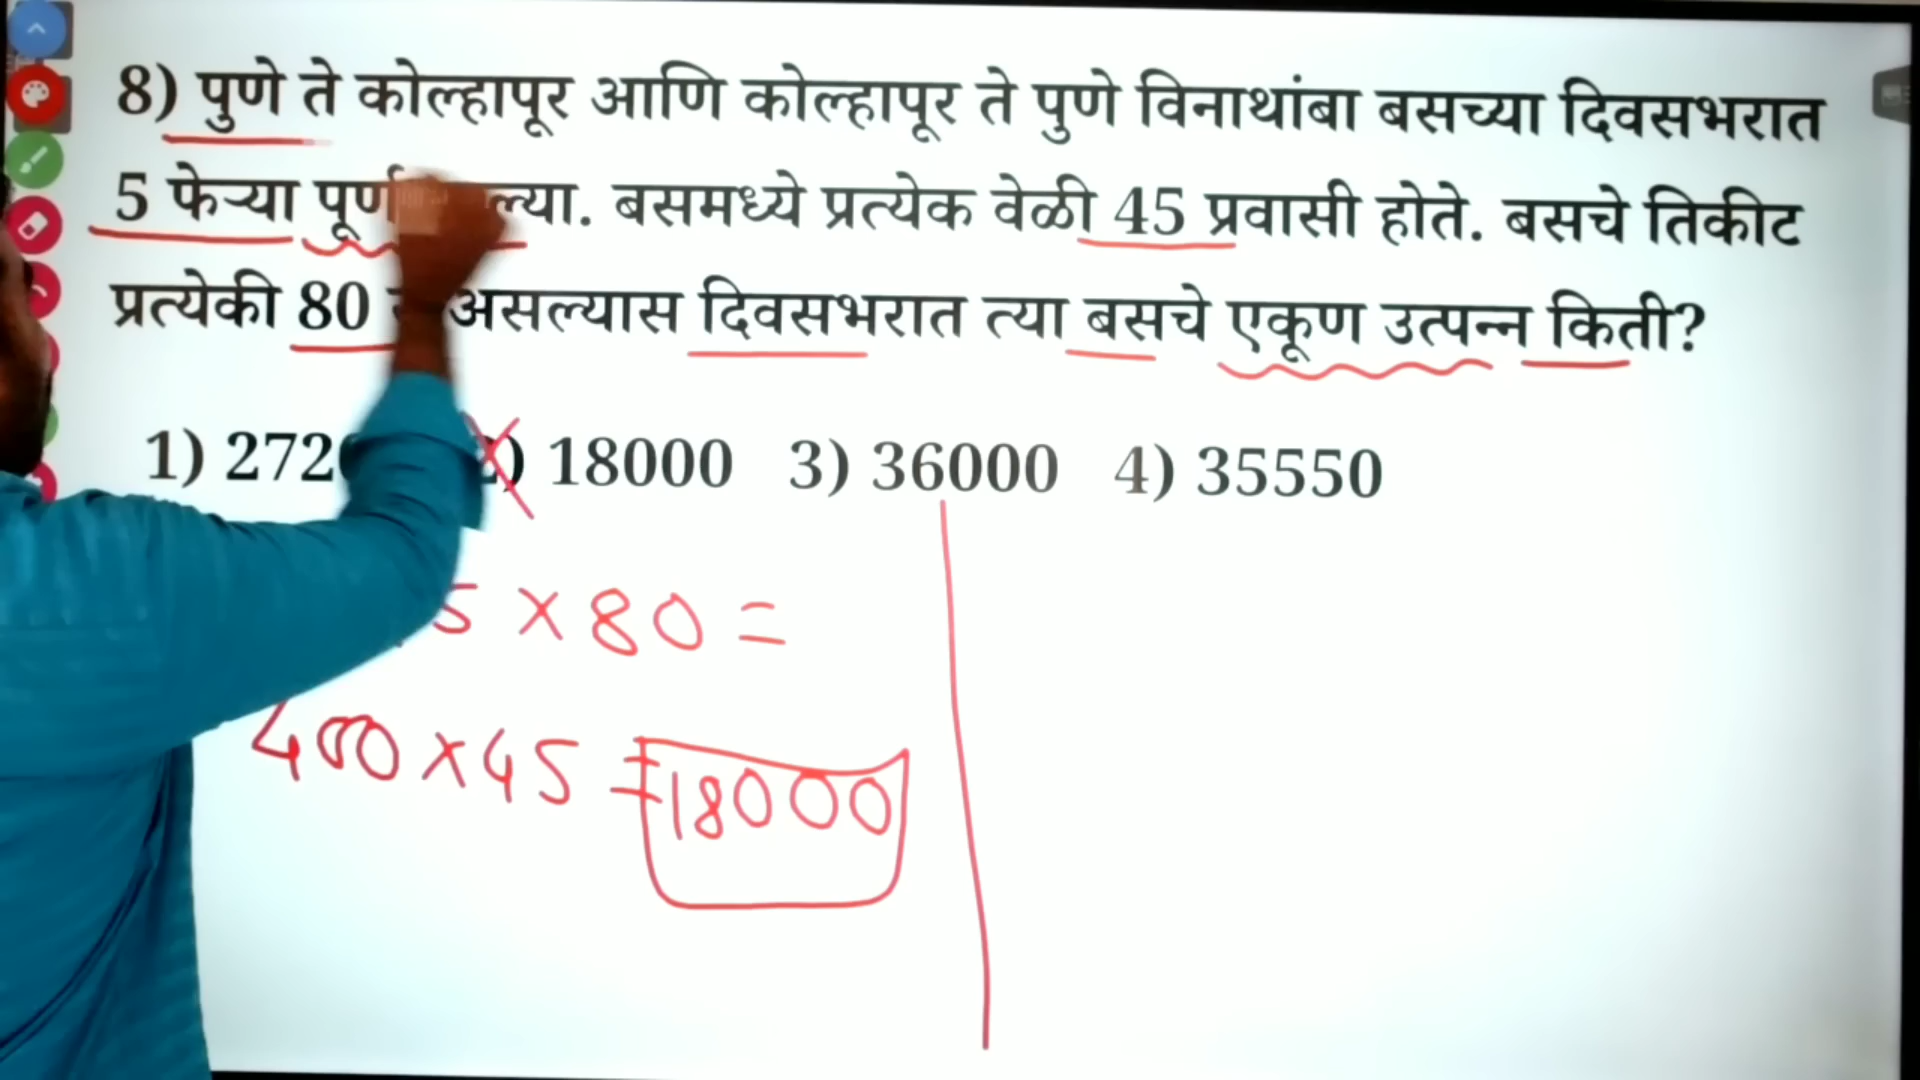 8) पुणे ते कोल्हापूर आणि कोल्हापूर ते पुणे विनाथांबा बसच्या दिवसभरात
5 फेऱ्या पूर्ण ल्या. बसमध्ये प्रत्येक वेळी 45 प्रवासी होते. बसचे तिकीट
प्रत्येकी 80 असल्यास दिवसभरात त्या बसचे एकूण उत्पन्न किती?
1) 272 2) 18000 3) 36000 4) 35550
5 × 80 =
400 × 45 = 18000